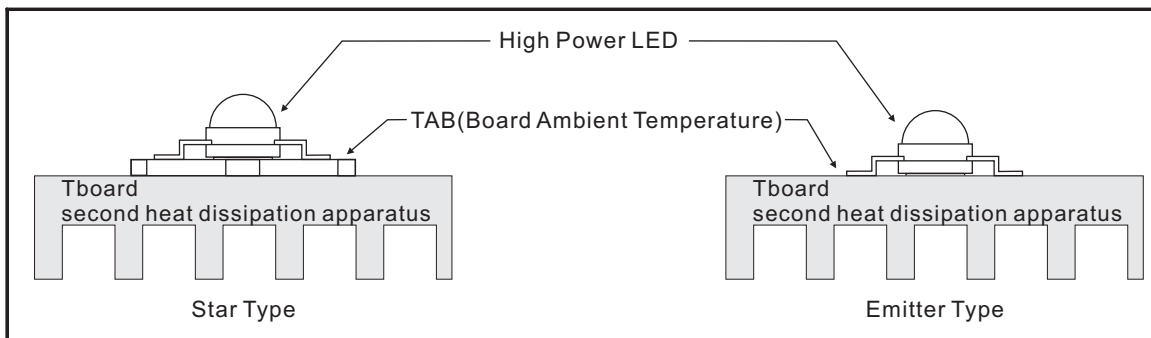 High Power LED
TAB(Board Ambient Temperature)
Tboard
second heat dissipation apparatus
Tboard
second heat dissipation apparatus
Star Type
Emitter Type